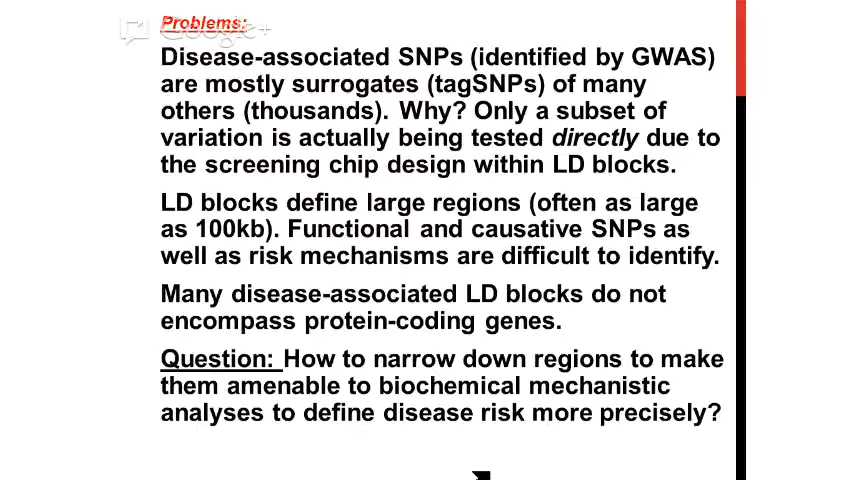 Problems:
Google+
Disease-associated SNPs (identified by GWAS)
are mostly surrogates (tagSNPs) of many
others (thousands). Why? Only a subset of
variation is actually being tested directly due to
the screening chip design within LD blocks.
LD blocks define large regions (often as large
as 100kb). Functional and causative SNPs as
well as risk mechanisms are difficult to identify.
Many disease-associated LD blocks do not
encompass protein-coding genes.
Question: How to narrow down regions to make
them amenable to biochemical mechanistic
analyses to define disease risk more precisely?